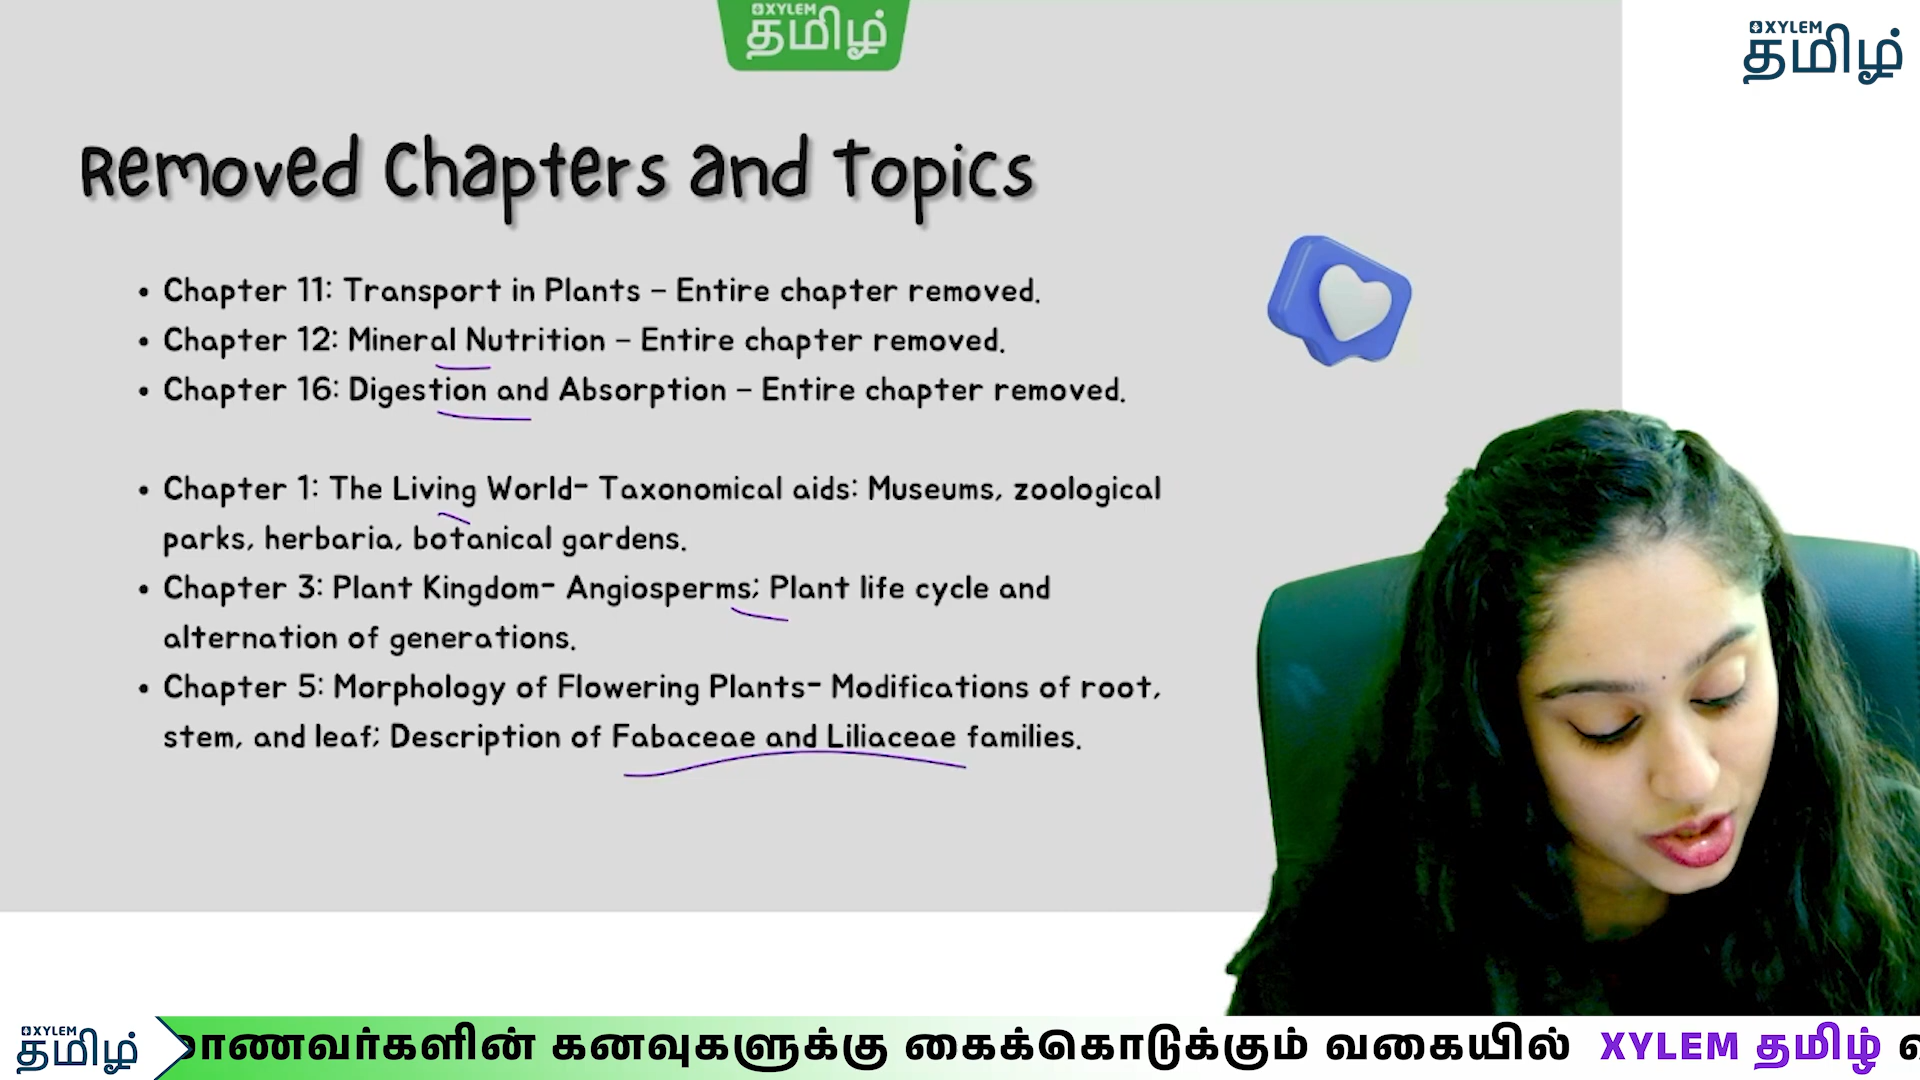 XYLEM
தமிழ்
XYLEM
தமிழ்
Removed Chapters and Topics
• Chapter 11: Transport in Plants – Entire chapter removed.
• Chapter 12: Mineral Nutrition – Entire chapter removed.
• Chapter 16: Digestion and Absorption – Entire chapter removed.
• Chapter 1: The Living World- Taxonomical aids: Museums, zoological
parks, herbaria, botanical gardens.
• Chapter 3: Plant Kingdom- Angiosperms; Plant life cycle and
alternation of generations.
• Chapter 5: Morphology of Flowering Plants- Modifications of root,
stem, and leaf; Description of Fabaceae and Liliaceae families.
XYLEM
தமிழ்
ாணவர்களின் கனவுகளுக்கு கைக்கொடுக்கும் வகையில் XYLEM தமிழ்